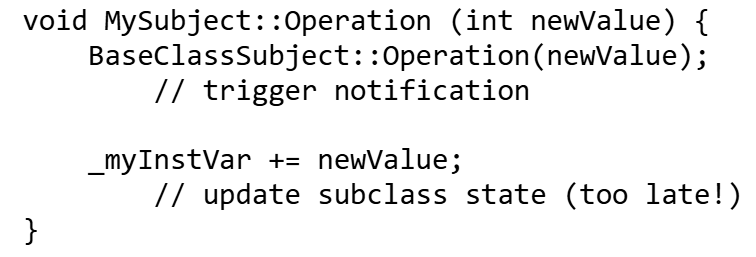 void MySubject::Operation (int newValue) {
    BaseClassSubject::Operation(newValue);
        // trigger notification

    _myInstVar += newValue;
        // update subclass state (too late!)
}